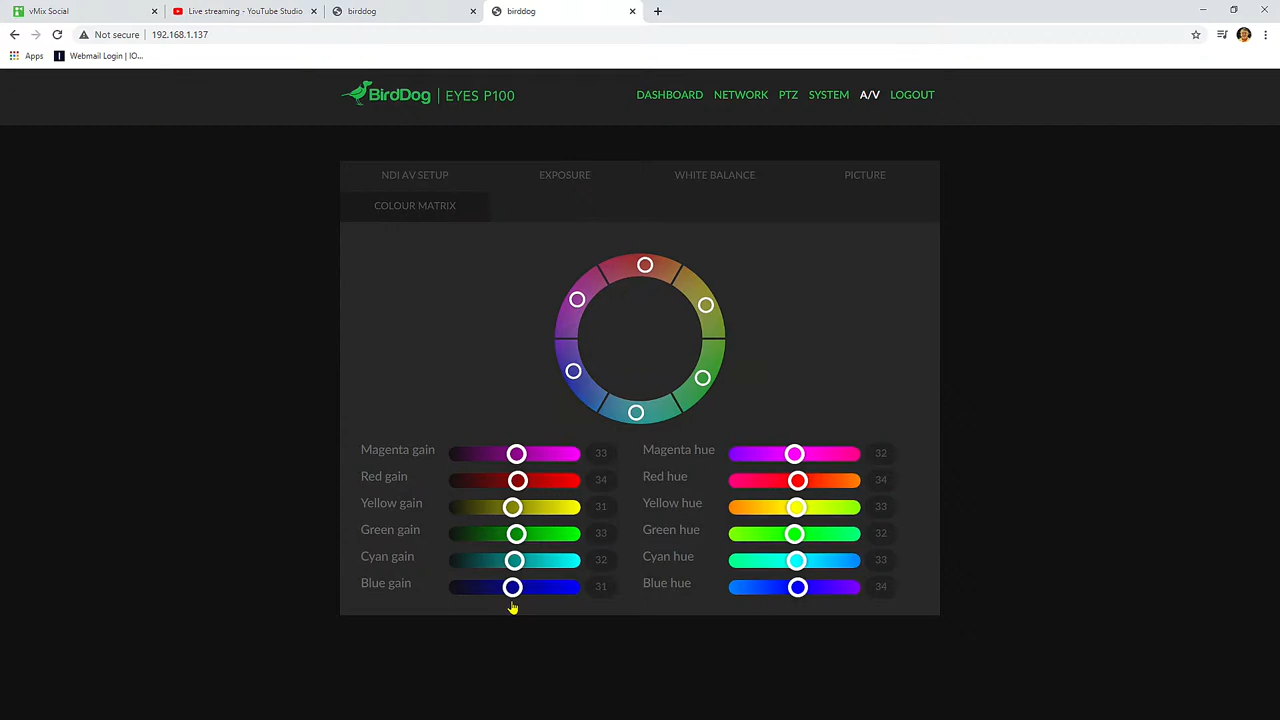 vMix Social
Live streaming - YouTube Studio
birddog
birddog
Not secure 192.168.1.137
Apps
Webmail Login | IO...
BirdDog EYES P100
DASHBOARD NETWORK PTZ SYSTEM A/V LOGOUT
NDI AV SETUP EXPOSURE WHITE BALANCE PICTURE
COLOUR MATRIX
Magenta gain 33 Magenta hue 32
Red gain 34 Red hue 34
Yellow gain 31 Yellow hue 33
Green gain 33 Green hue 32
Cyan gain 32 Cyan hue 33
Blue gain 31 Blue hue 34